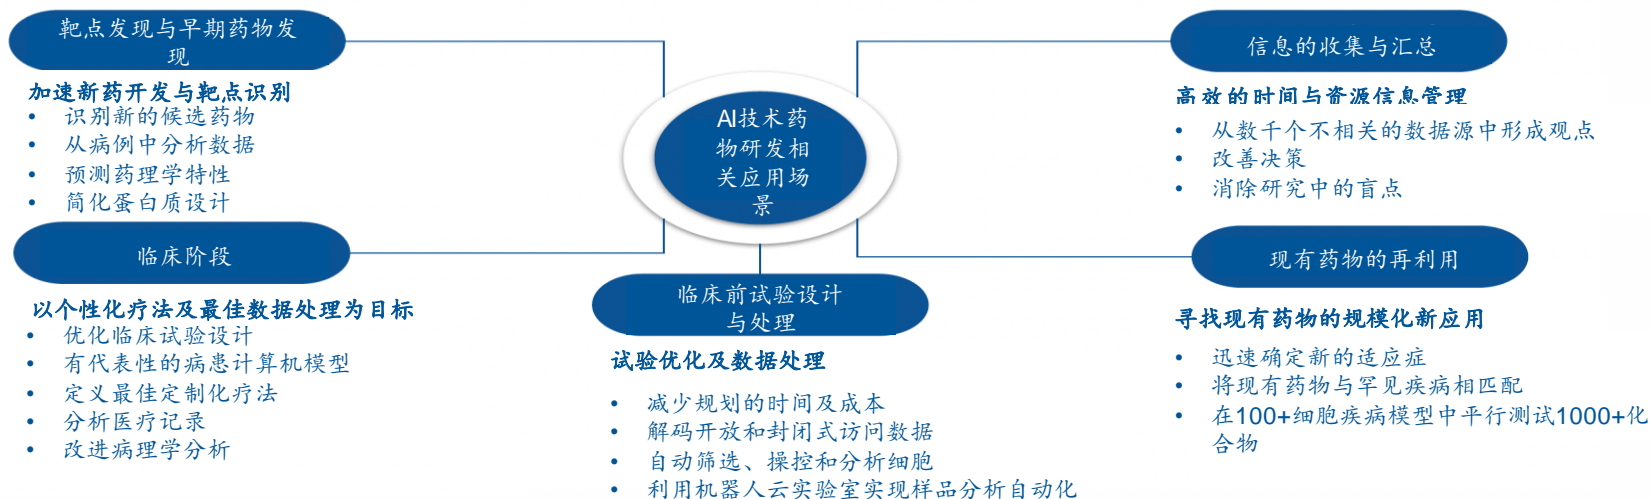 靶点发现与早期药物发
现
加速新药开发与靶点识别
• 识别新的候选药物
• 从病例中分析数据
• 预测药理学特性
• 简化蛋白质设计
临床阶段
以个性化疗法及最佳数据处理为目标
• 优化临床试验设计
• 有代表性的病患计算机模型
• 定义最佳定制化疗法
• 分析医疗记录
• 改进病理学分析
AI技术药
物研发相
关应用场
景
临床前试验设计
与处理
试验优化及数据处理
• 减少规划的时间及成本
• 解码开放和封闭式访问数据
• 自动筛选、操控和分析细胞
• 利用机器人云实验室实现样品分析自动化
信息的收集与汇总
高效的时间与资源信息管理
• 从数千个不相关的数据源中形成观点
• 改善决策
• 消除研究中的盲点
现有药物的再利用
寻找现有药物的规模化新应用
• 迅速确定新的适应症
• 将现有药物与罕见疾病相匹配
• 在100+细胞疾病模型中平行测试1000+化
合物